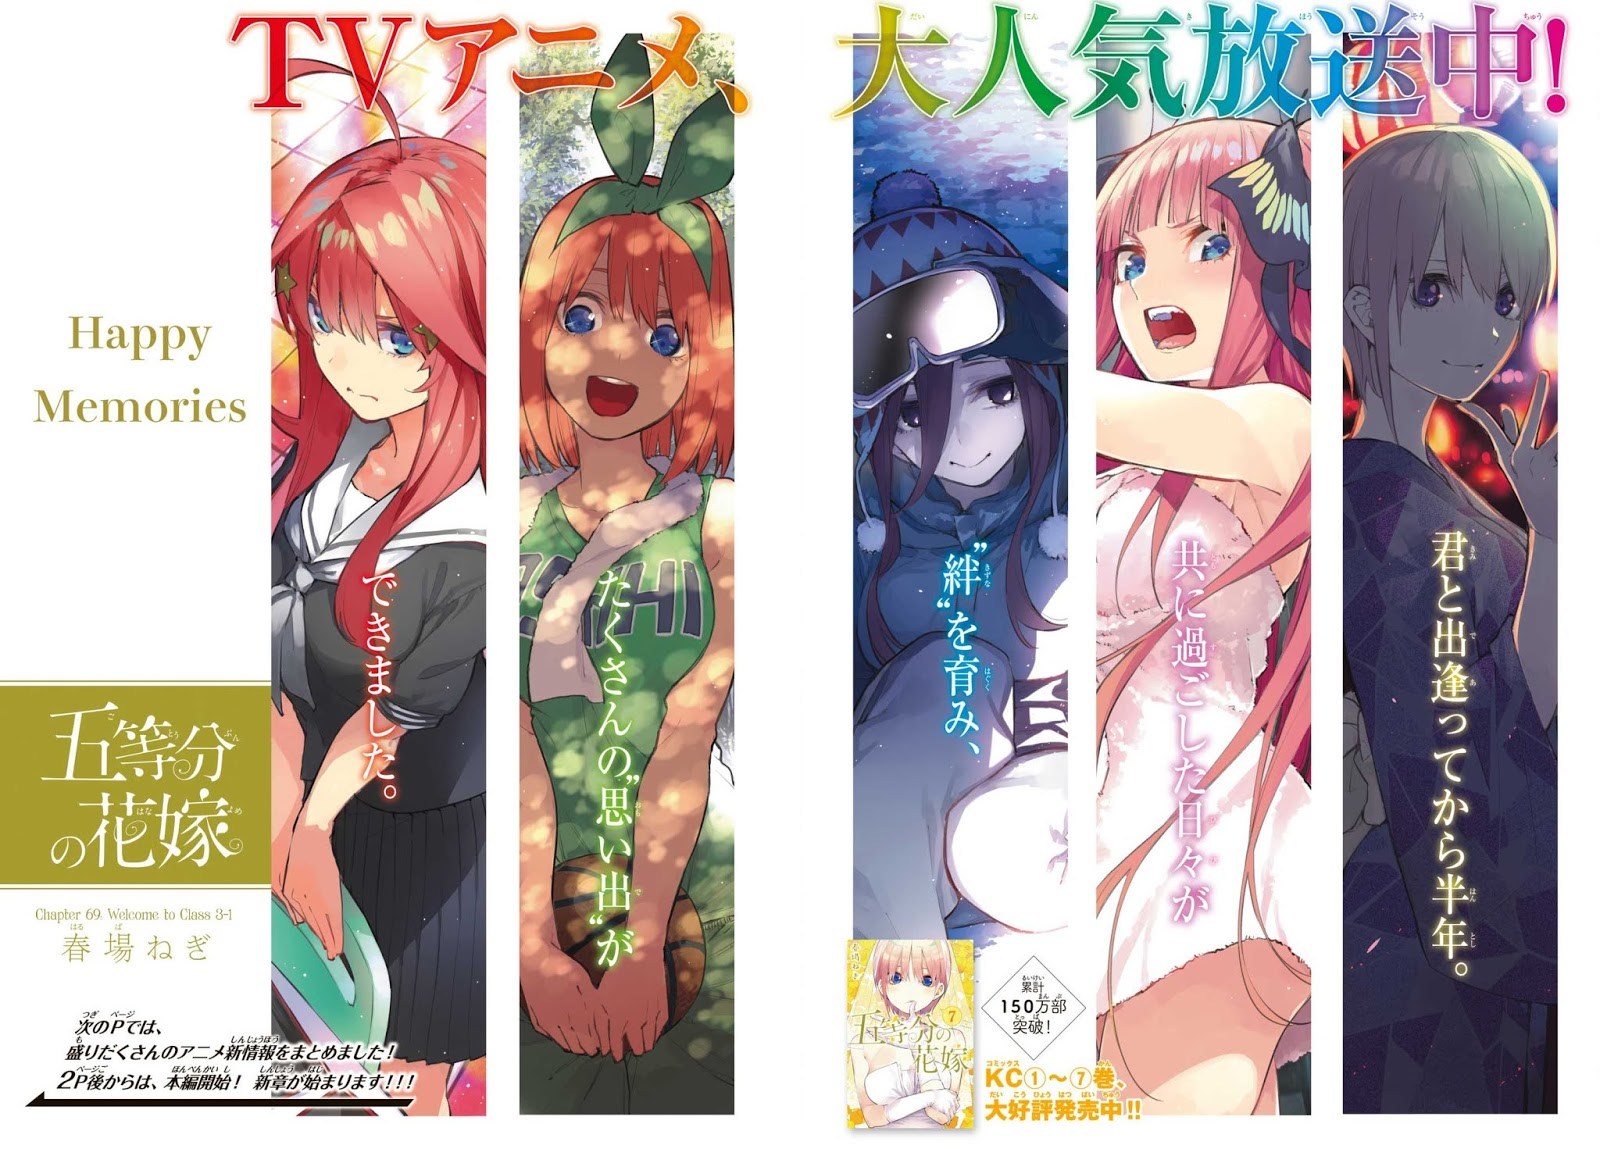 TVアニメ、大人気放送中!
君と出逢ってから半年。
共に過ごした日々が
”絆“を育み、
たくさんの”思い出“が
できました。
Happy
Memories
五等分
の花嫁
Chapter 69. Welcome to Class 3-1
春場ねぎ
次のPでは、
盛りだくさんのアニメ新情報をまとめました!
2P後からは、本編開始! 新章が始まります!!!
春場ねぎ
7
五等分の
花嫁
累計
150万部
突破!
KC①〜⑦巻、
大好評発売中!!